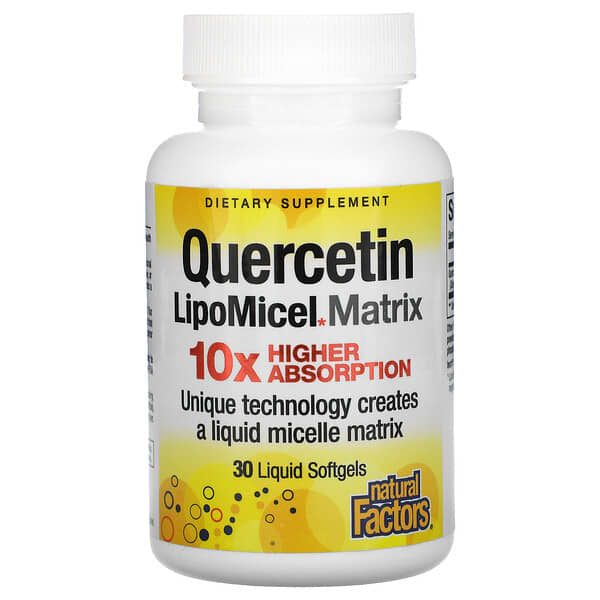 DIETARY SUPPLEMENT
Quercetin
LipoMicel*Matrix
10x HIGHER
ABSORPTION
Unique technology creates
a liquid micelle matrix
30 Liquid Softgels
natural
Factors®